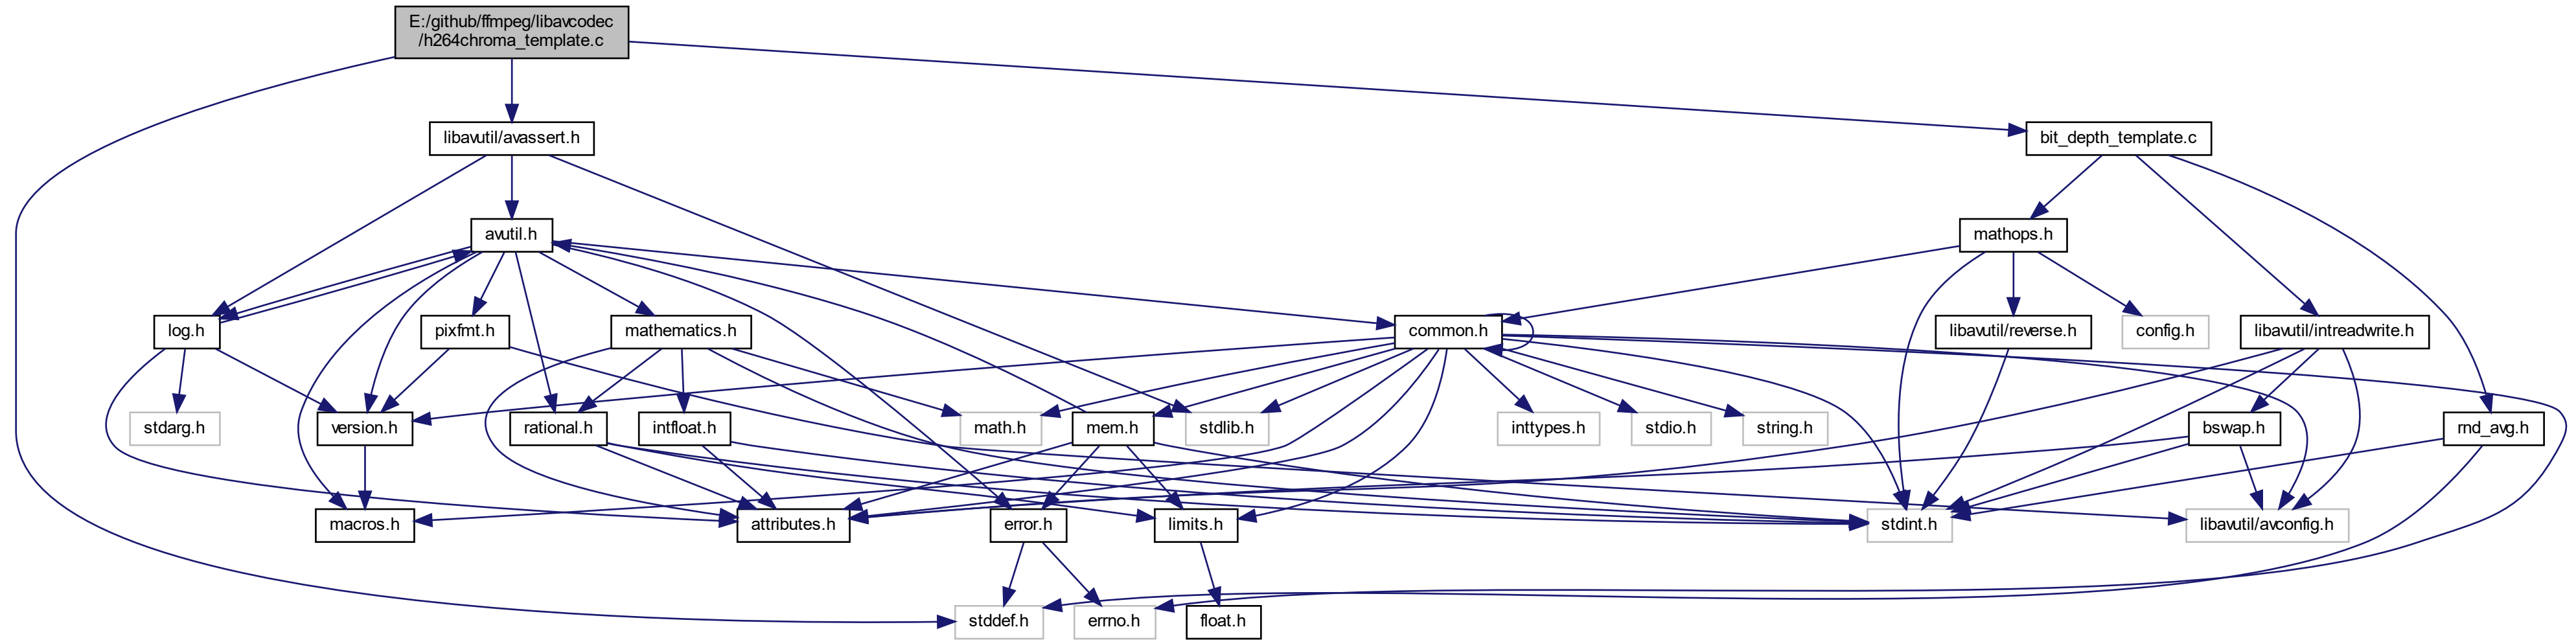 E:/github/ffmpeg/libavcodec
/h264chroma_template.c
libavutil/avassert.h
bit_depth_template.c
avutil.h
mathops.h
log.h
pixfmt.h
mathematics.h
common.h
libavutil/reverse.h
config.h
libavutil/intreadwrite.h
stdarg.h
version.h
rational.h
intfloat.h
math.h
mem.h
stdlib.h
inttypes.h
stdio.h
string.h
bswap.h
rnd_avg.h
macros.h
attributes.h
error.h
limits.h
stdint.h
libavutil/avconfig.h
stddef.h
errno.h
float.h